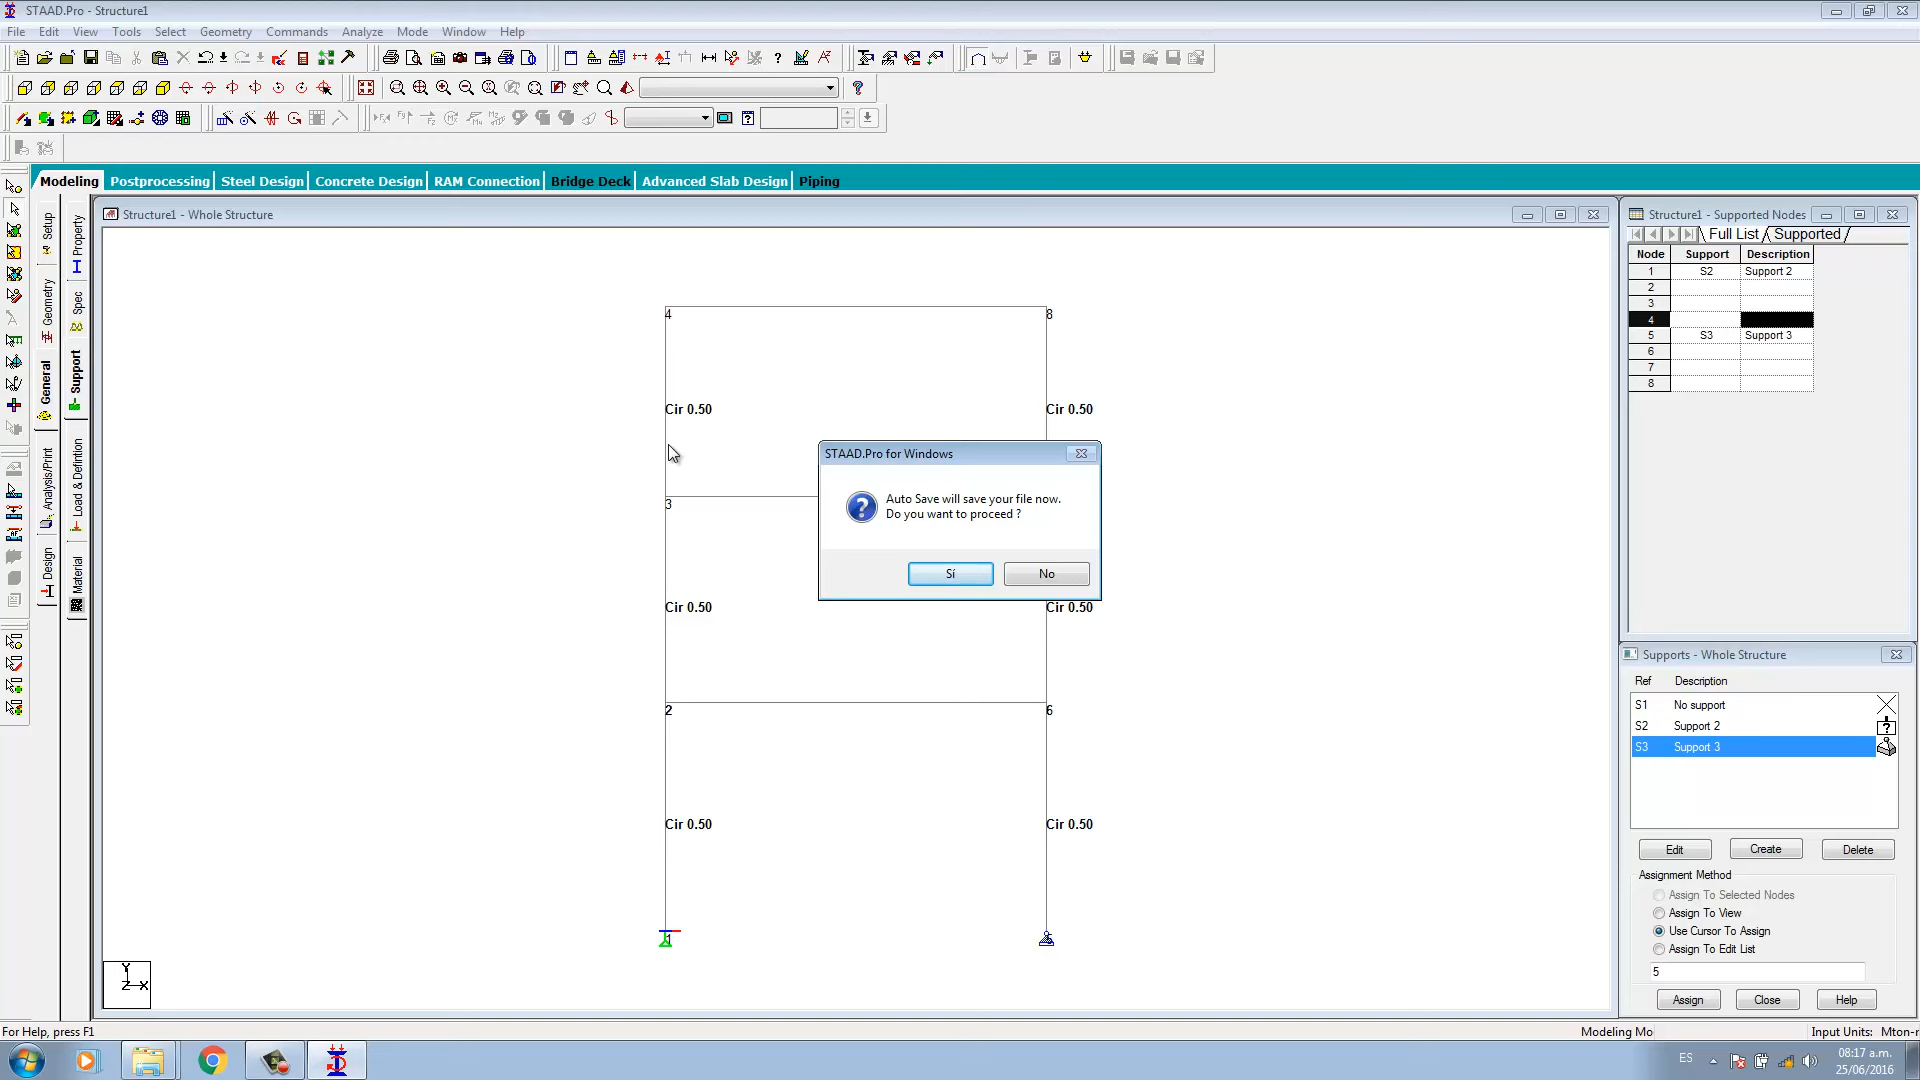 STAAD.Pro - Structure1
File Edit View Tools Select Geometry Commands Analyze Mode Window Help
Modeling Postprocessing Steel Design Concrete Design RAM Connection Bridge Deck Advanced Slab Design Piping
Setup
Geometry
General
Analysis/Print
Design
Property
Spec
Support
Load & Definition
Material
Structure1 - Whole Structure
4
8
Cir 0.50
Cir 0.50
3
STAAD.Pro for Windows
Auto Save will save your file now.
Do you want to proceed ?
Sí
No
Cir 0.50
Cir 0.50
2
6
Cir 0.50
Cir 0.50
1
Y
Z
X
Structure1 - Supported Nodes
Full List Supported
Node Support Description
1 S2 Support 2
2
3
4
5 S3 Support 3
6
7
8
Supports - Whole Structure
Ref Description
S1 No support
S2 Support 2
S3 Support 3
Edit Create Delete
Assignment Method
Assign To Selected Nodes
Assign To View
Use Cursor To Assign
Assign To Edit List
5
Assign Close Help
For Help, press F1
Modeling Mo
Input Units: Mton-
ES
08:17 a.m.
25/06/2016